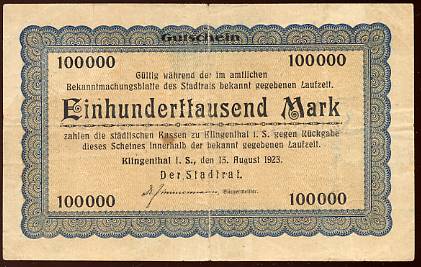 Gutschein
100000 100000
Gültig während der im amtlichen
Bekanntmachungsblatte des Stadtrats bekannt gegebenen Laufzeit.
Einhunderttausend Mark
zahlen die städtischen Kassen zu Klingenthal i. S. gegen Rückgabe
dieses Scheines innerhalb der bekannt gegebenen Laufzeit.
Klingenthal i. S., den 15. August 1923.
Der Stadtrat.
Bürgermeister.
100000 100000